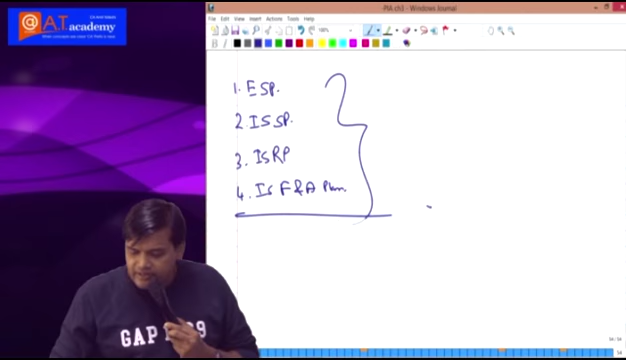 @A.T. academy
PIA ch3 - Windows Journal
File Edit View Insert Actions Tools Help
1. ESP.
2. ISSP.
3. ISRP
4. Is F & A Plan.
GAP 1969